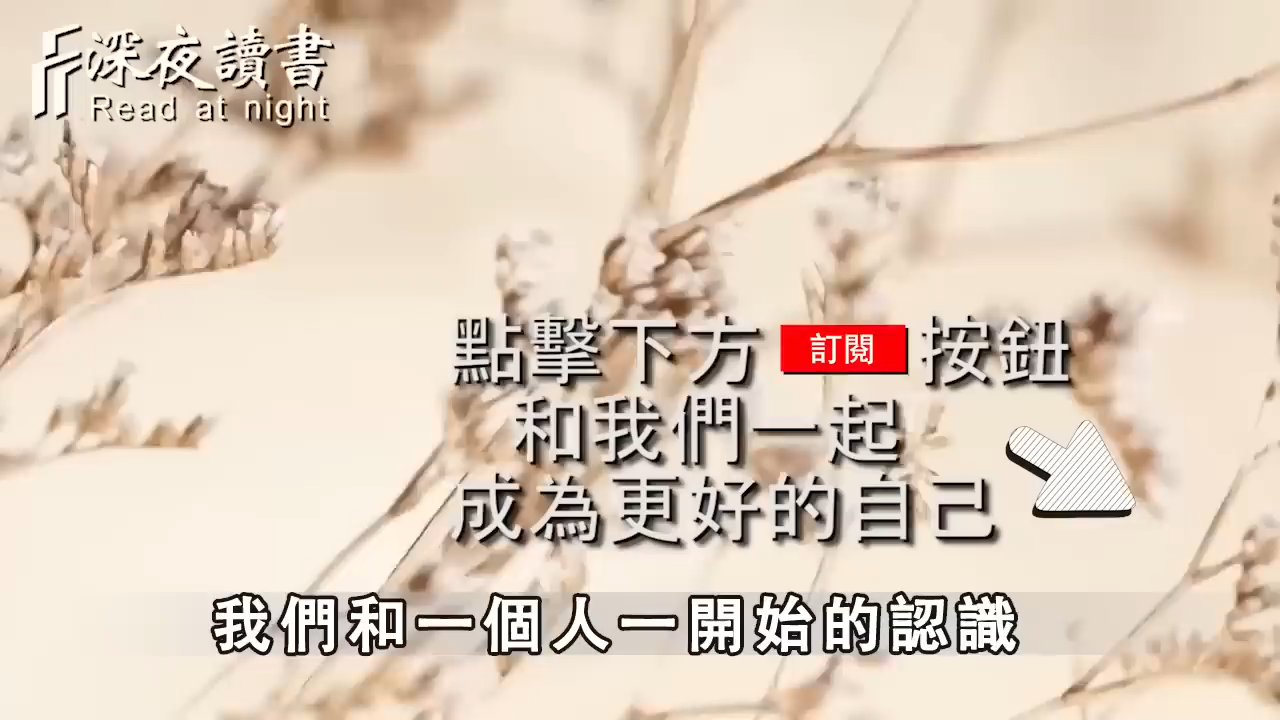 深夜讀書
Read at night
點擊下方 訂閱 按鈕
和我們一起
成為更好的自己
我們和一個人一開始的認識